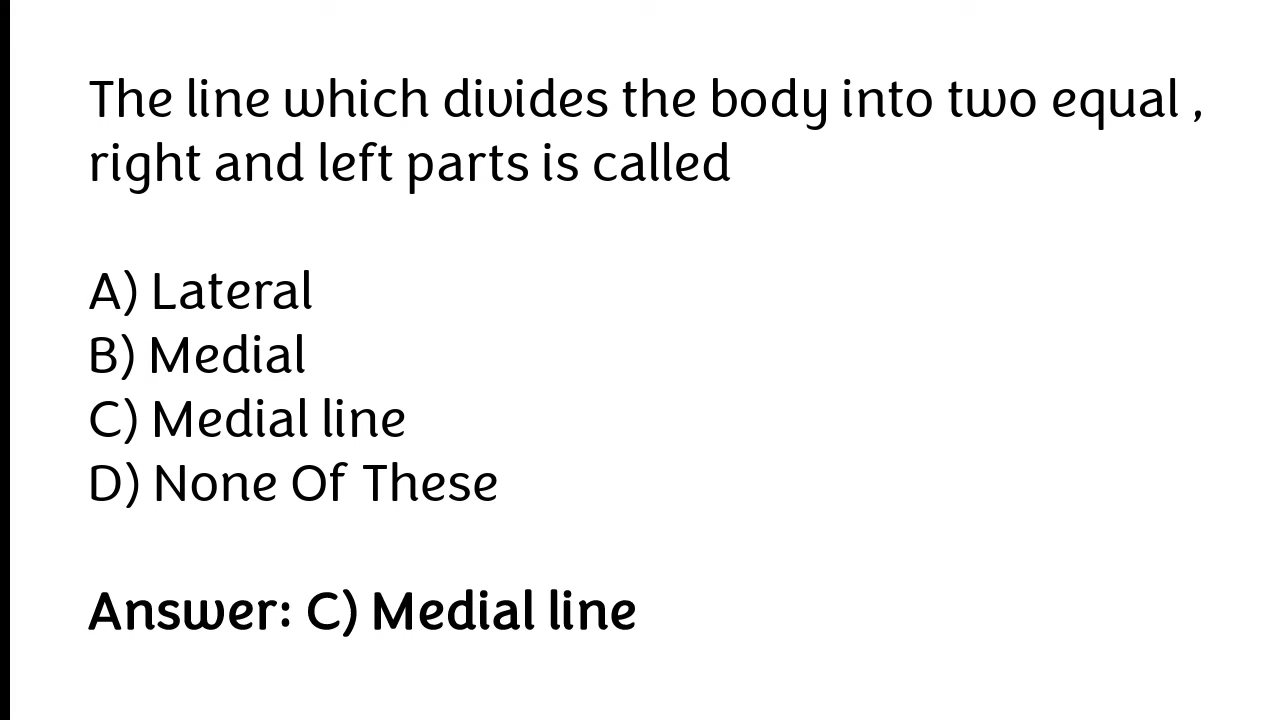 The line which divides the body into two equal ,
right and left parts is called
A) Lateral
B) Medial
C) Medial line
D) None Of These
Answer: C) Medial line